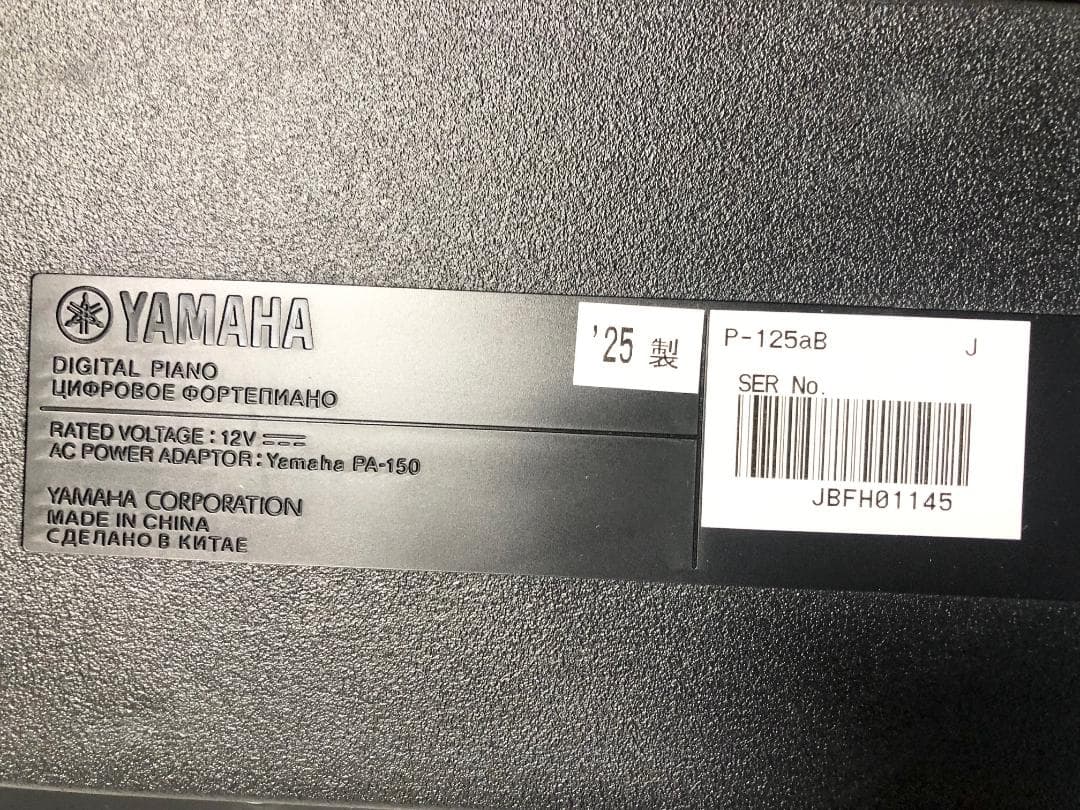 YAMAHA
DIGITAL PIANO
ЦИФРОВОЕ ФОРТЕПИАНО
RATED VOLTAGE : 12V
AC POWER ADAPTOR : Yamaha PA-150
YAMAHA CORPORATION
MADE IN CHINA
СДЕЛАНО В КИТАЕ
'25 製
P-125aB J
SER No.
JBFH01145